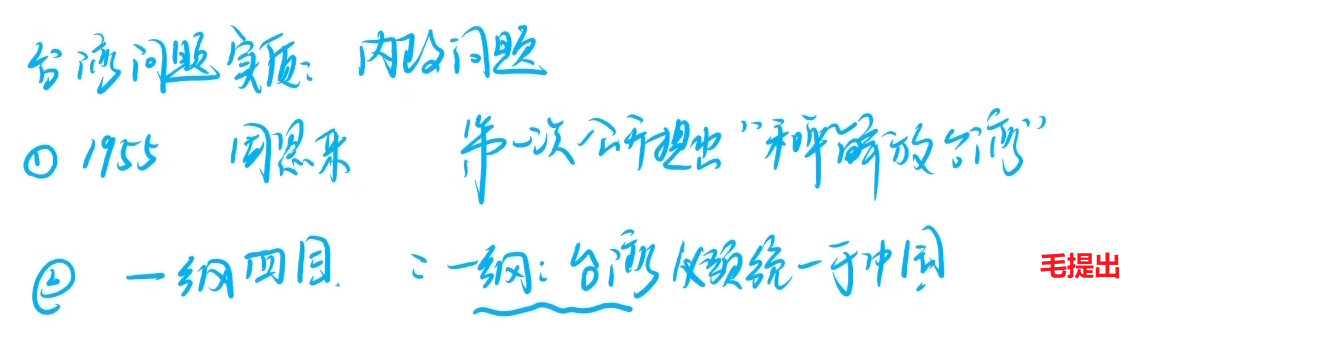 台湾问题实质：内政问题
① 1955 周恩来 第一次公开提出"和平解放台湾"
② 一纲四目：一纲：台湾必须统一于中国 毛提出